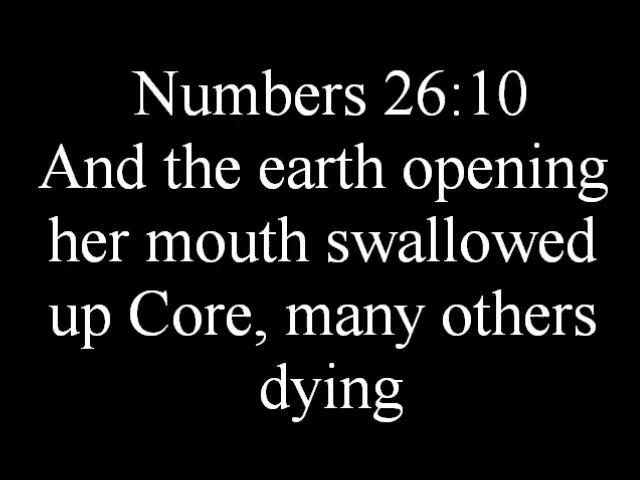 Numbers 26:10
And the earth opening
her mouth swallowed
up Core, many others
dying